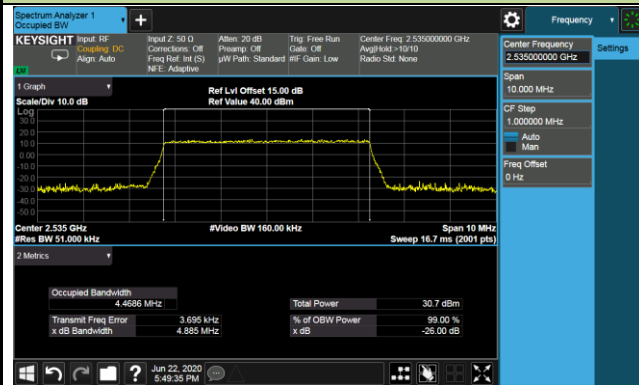 Spectrum Analyzer 1
Occupied BW
Frequency
KEYSIGHT
Input: RF
Coupling: DC
Align: Auto
Input Z: 50 Ω
Corrections: Off
Freq Ref: Int (S)
NFE: Adaptive
Atten: 20 dB
Preamp: Off
µW Path: Standard
Trig: Free Run
Gate: Off
#IF Gain: Low
Center Freq: 2.535000000 GHz
Avg|Hold:>10/10
Radio Std: None
Center Frequency
2.535000000 GHz
Settings
Span
10.000 MHz
CF Step
1.000000 MHz
Auto
Man
Freq Offset
0 Hz
1 Graph
Scale/Div 10.0 dB
Ref Lvl Offset 15.00 dB
Ref Value 40.00 dBm
Log
30.0
20.0
10.0
0.00
-10.0
-20.0
-30.0
-40.0
-50.0
Center 2.535 GHz
#Res BW 51.000 kHz
#Video BW 160.00 kHz
Span 10 MHz
Sweep 16.7 ms (2001 pts)
2 Metrics
Occupied Bandwidth
4.4686 MHz
Total Power 30.7 dBm
Transmit Freq Error 3.695 kHz
% of OBW Power 99.00 %
x dB Bandwidth 4.885 MHz
x dB -26.00 dB
Jun 22, 2020
5:49:35 PM